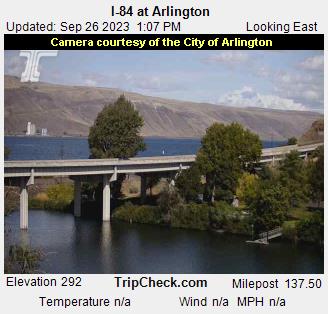 I-84 at Arlington
Updated: Sep 26 2023 1:07 PM Looking East
Camera courtesy of the City of Arlington
Elevation 292 TripCheck.com Milepost 137.50
Temperature n/a Wind n/a MPH n/a